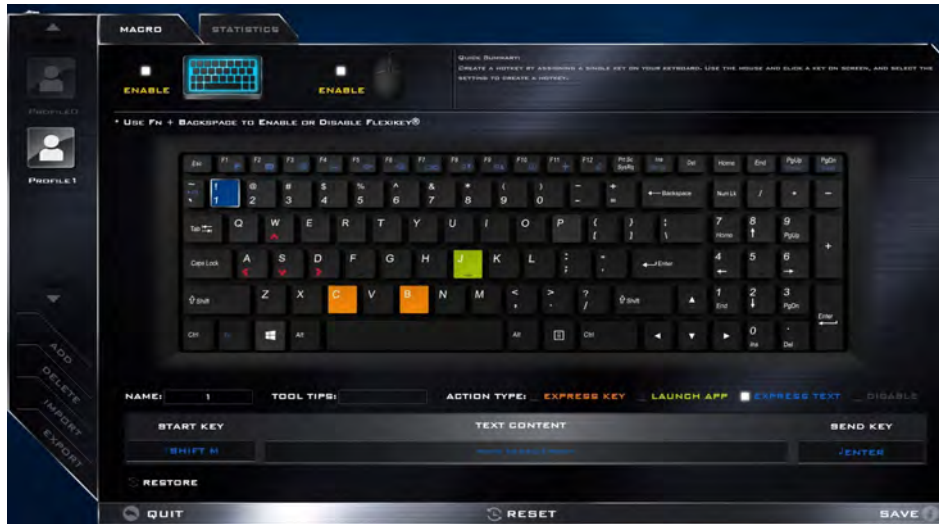 MACRO STATISTICS
ENABLE ENABLE
QUICK SUMMARY:
CREATE A HOTKEY BY ASSIGNING A SINGLE KEY ON YOUR KEYBOARD. USE THE MOUSE AND CLICK A KEY ON SCREEN, AND SELECT THE
SETTING TO CREATE A HOTKEY.
PROFILE0
PROFILE1
* USE FN + BACKSPACE TO ENABLE OR DISABLE FLEXIKEY®
Esc F1 F2 F3 F4 F5 F6 F7 F8 F9 F10 F11 F12 Prt Sc SysRq Ins Del Home End PgUp PgDn
~ ! @ # $ % ^ & * ( ) - +
` 1 2 3 4 5 6 7 8 9 0 - = Backspace Num Lk / * -
Tab Q W E R T Y U I O P { } | 7 8 9
[ ] \ Home PgUp +
Caps Lock A S D F G H J K L : " Enter 4 5 6
; '
Shift Z X C V B N M < > ? Shift 1 2 3
, . / End PgDn Enter
Ctrl Alt Alt Ctrl 0 .
Ins Del
ADD
DELETE
IMPORT
EXPORT
NAME: 1 TOOL TIPS: ACTION TYPE: EXPRESS KEY LAUNCH APP EXPRESS TEXT DISABLE
START KEY TEXT CONTENT SEND KEY
SHIFT M ENTER
RESTORE
QUIT RESET SAVE